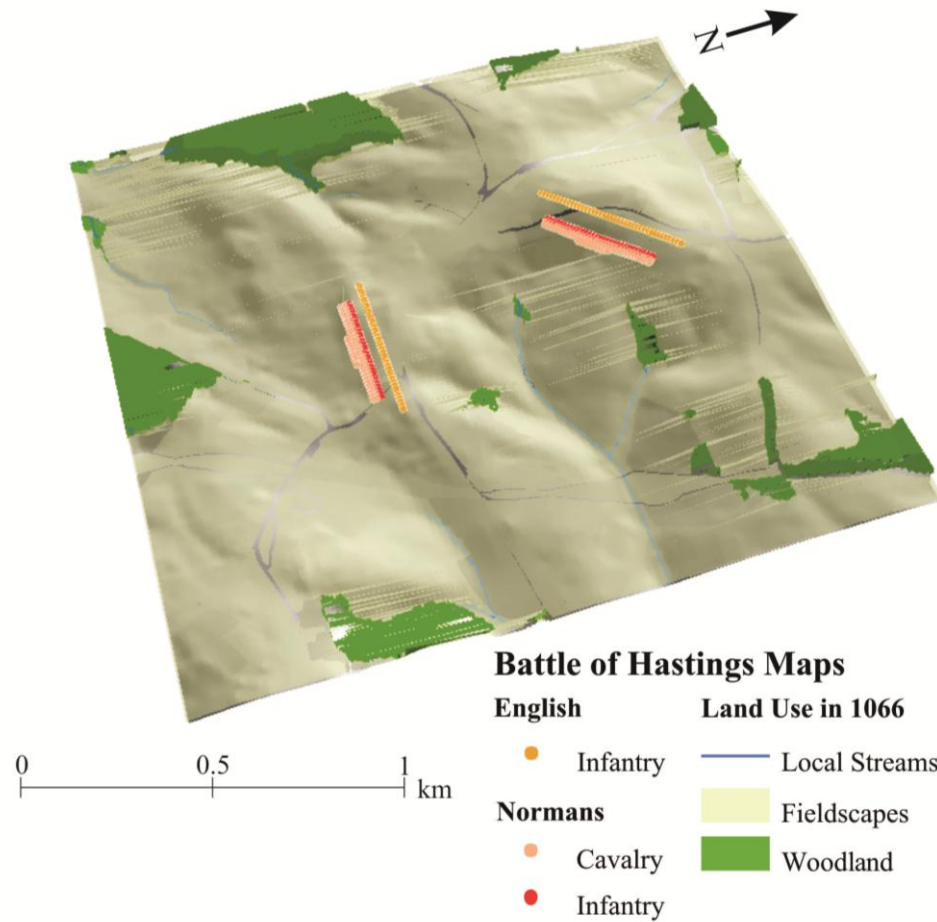 N
Battle of Hastings Maps
English
Infantry
Normans
Cavalry
Infantry
Land Use in 1066
Local Streams
Fieldscapes
Woodland
0 0.5 1 km